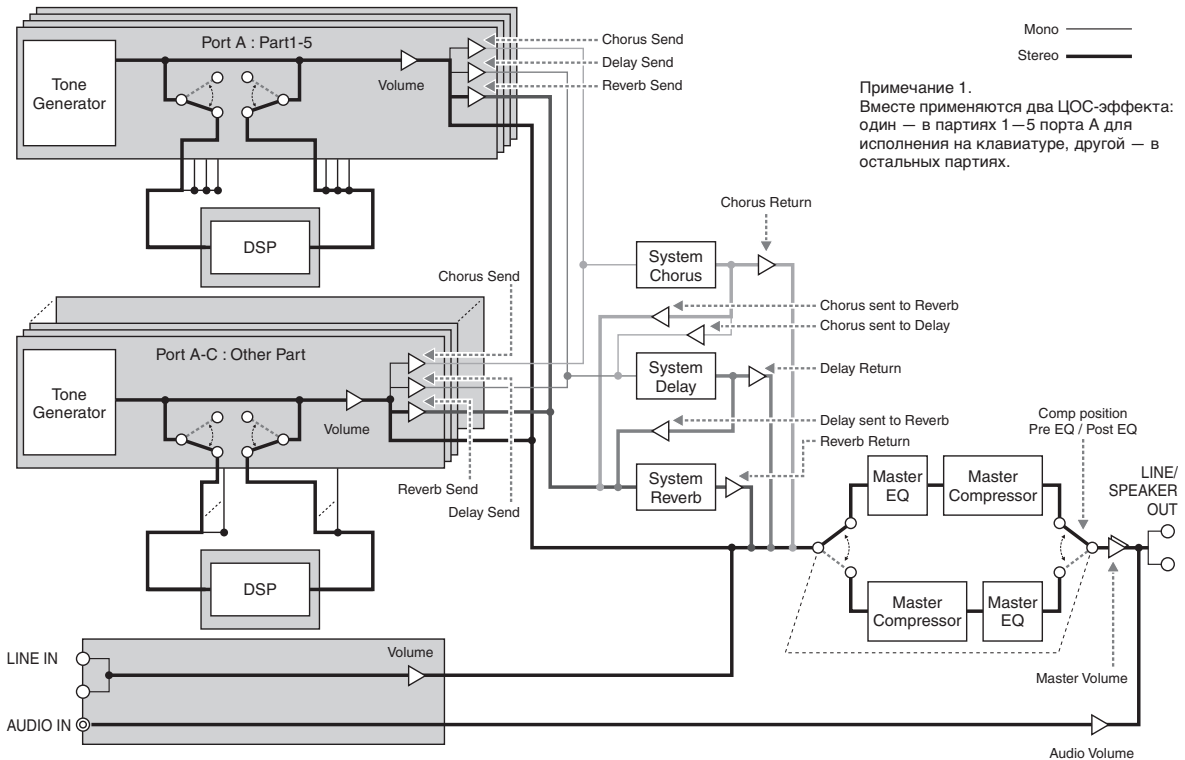 Port A : Part1-5
Tone
Generator
Volume
Chorus Send
Delay Send
Reverb Send
DSP
Mono
Stereo
Примечание 1.
Вместе применяются два ЦОС-эффекта:
один — в партиях 1—5 порта А для
исполнения на клавиатуре, другой — в
остальных партиях.
Chorus Return
System
Chorus
Chorus Send
Chorus sent to Reverb
Chorus sent to Delay
Port A-C : Other Part
Tone
Generator
Volume
System
Delay
Delay Return
Delay sent to Reverb
Reverb Return
Reverb Send
Delay Send
System
Reverb
DSP
Comp position
Pre EQ / Post EQ
Master
EQ
Master
Compressor
LINE/
SPEAKER
OUT
Master
Compressor
Master
EQ
Master Volume
LINE IN
Volume
AUDIO IN
Audio Volume